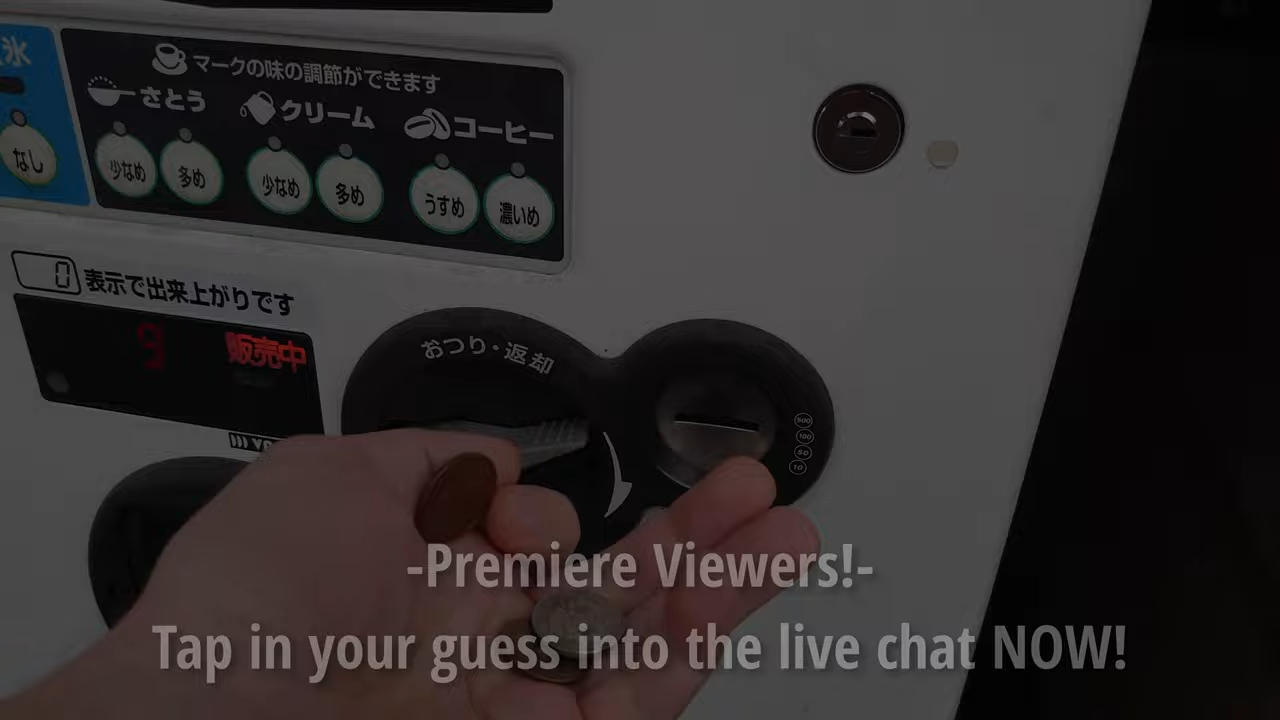 氷
なし
マークの味の調節ができます
さとう クリーム コーヒー
少なめ 多め 少なめ 多め うすめ 濃いめ
0 表示で出来上がりです
9 販売中
おつり・返却
500
100
50
10
-Premiere Viewers!-
Tap in your guess into the live chat NOW!